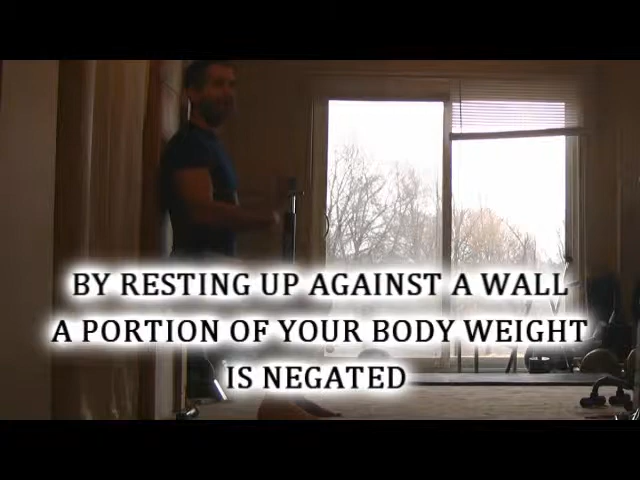 BY RESTING UP AGAINST A WALL
A PORTION OF YOUR BODY WEIGHT
IS NEGATED